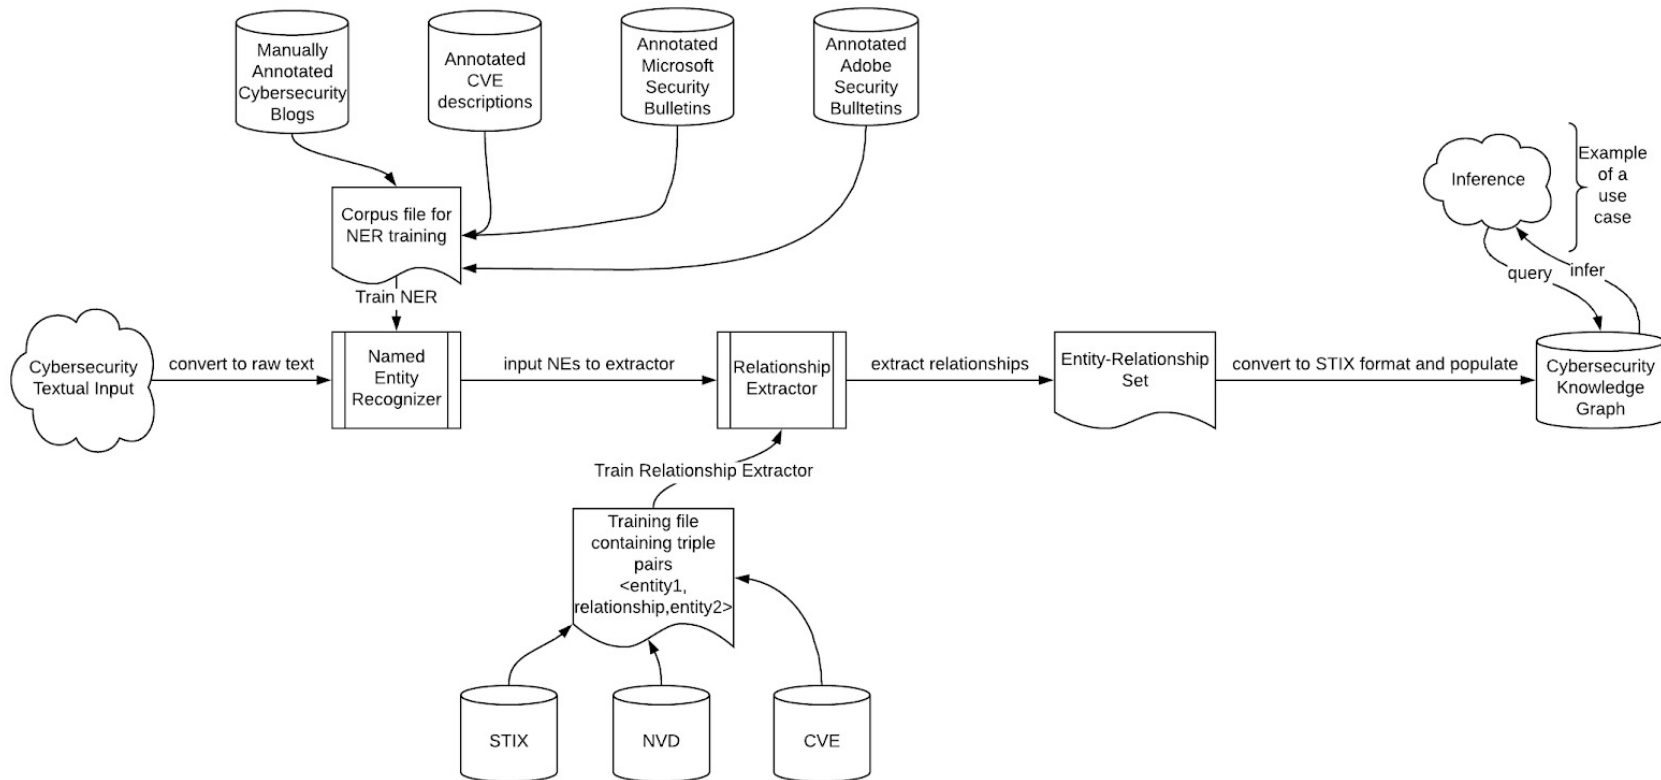 Manually
Annotated
Cybersecurity
Blogs
Annotated
CVE
descriptions
Annotated
Microsoft
Security
Bulletins
Annotated
Adobe
Security
Bulltetins
Corpus file for
NER training
Train NER
Inference
Example
of a
use
case
query
infer
Cybersecurity
Textual Input
convert to raw text
Named
Entity
Recognizer
input NEs to extractor
Relationship
Extractor
extract relationships
Entity-Relationship
Set
convert to STIX format and populate
Cybersecurity
Knowledge
Graph
Train Relationship Extractor
Training file
containing triple
pairs
<entity1,
relationship,entity2>
STIX
NVD
CVE